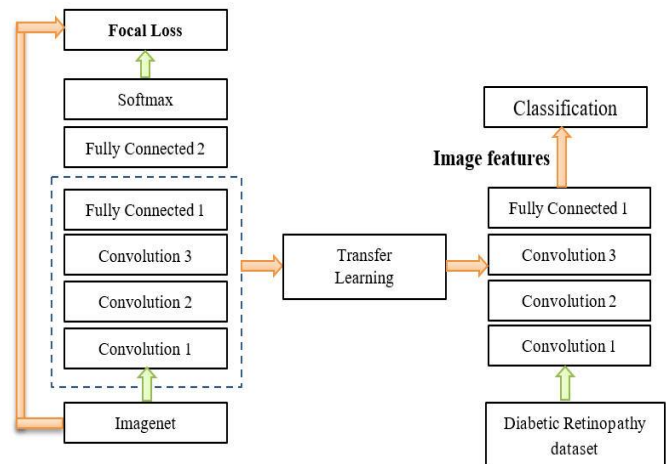 Focal Loss
Softmax
Fully Connected 2
Fully Connected 1
Convolution 3
Convolution 2
Convolution 1
Imagenet
Transfer
Learning
Classification
Image features
Fully Connected 1
Convolution 3
Convolution 2
Convolution 1
Diabetic Retinopathy
dataset